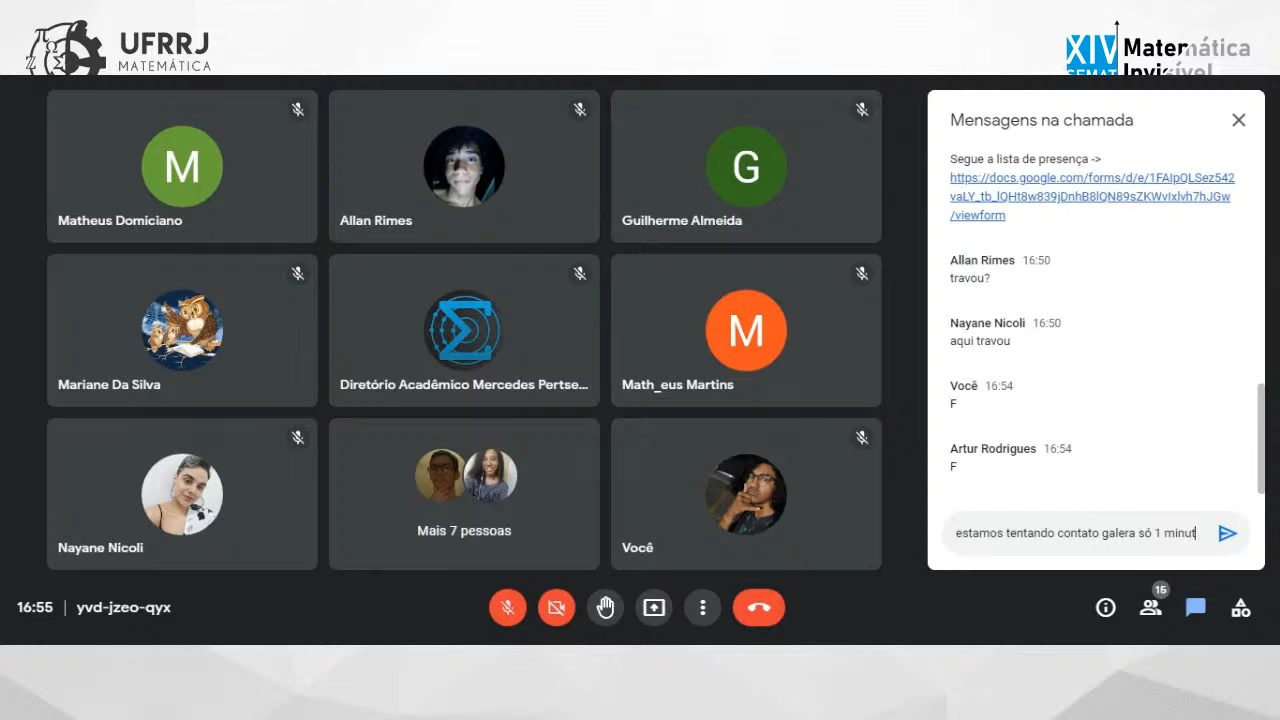 UFRRJ
MATEMÁTICA
XIV Matemática
SEMAT Invisível
M
Matheus Domiciano
Allan Rimes
G
Guilherme Almeida
Mariane Da Silva
Diretório Acadêmico Mercedes Pertse...
M
Math_eus Martins
Nayane Nicoli
Mais 7 pessoas
Você
Mensagens na chamada
Segue a lista de presença ->
https://docs.google.com/forms/d/e/1FAIpQLSez542
vaLY_tb_lQHt8w839jDnhB8lQN89sZKWvIxlvh7hJGw
/viewform
Allan Rimes 16:50
travou?
Nayane Nicoli 16:50
aqui travou
Você 16:54
F
Artur Rodrigues 16:54
F
estamos tentando contato galera só 1 minut
16:55 | yvd-jzeo-qyx
15